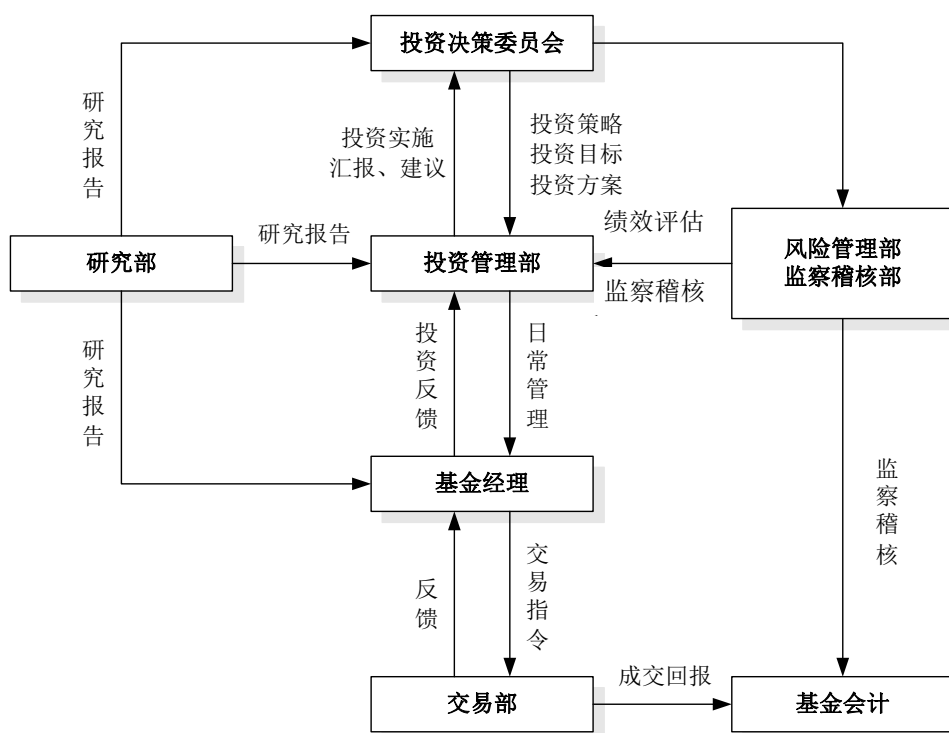 投资决策委员会
研究报告
投资实施
汇报、建议
投资策略
投资目标
投资方案
研究部
研究报告
投资管理部
绩效评估
监察稽核
风险管理部
监察稽核部
研究报告
投资反馈
日常管理
基金经理
监察稽核
反馈
交易指令
交易部
成交回报
基金会计